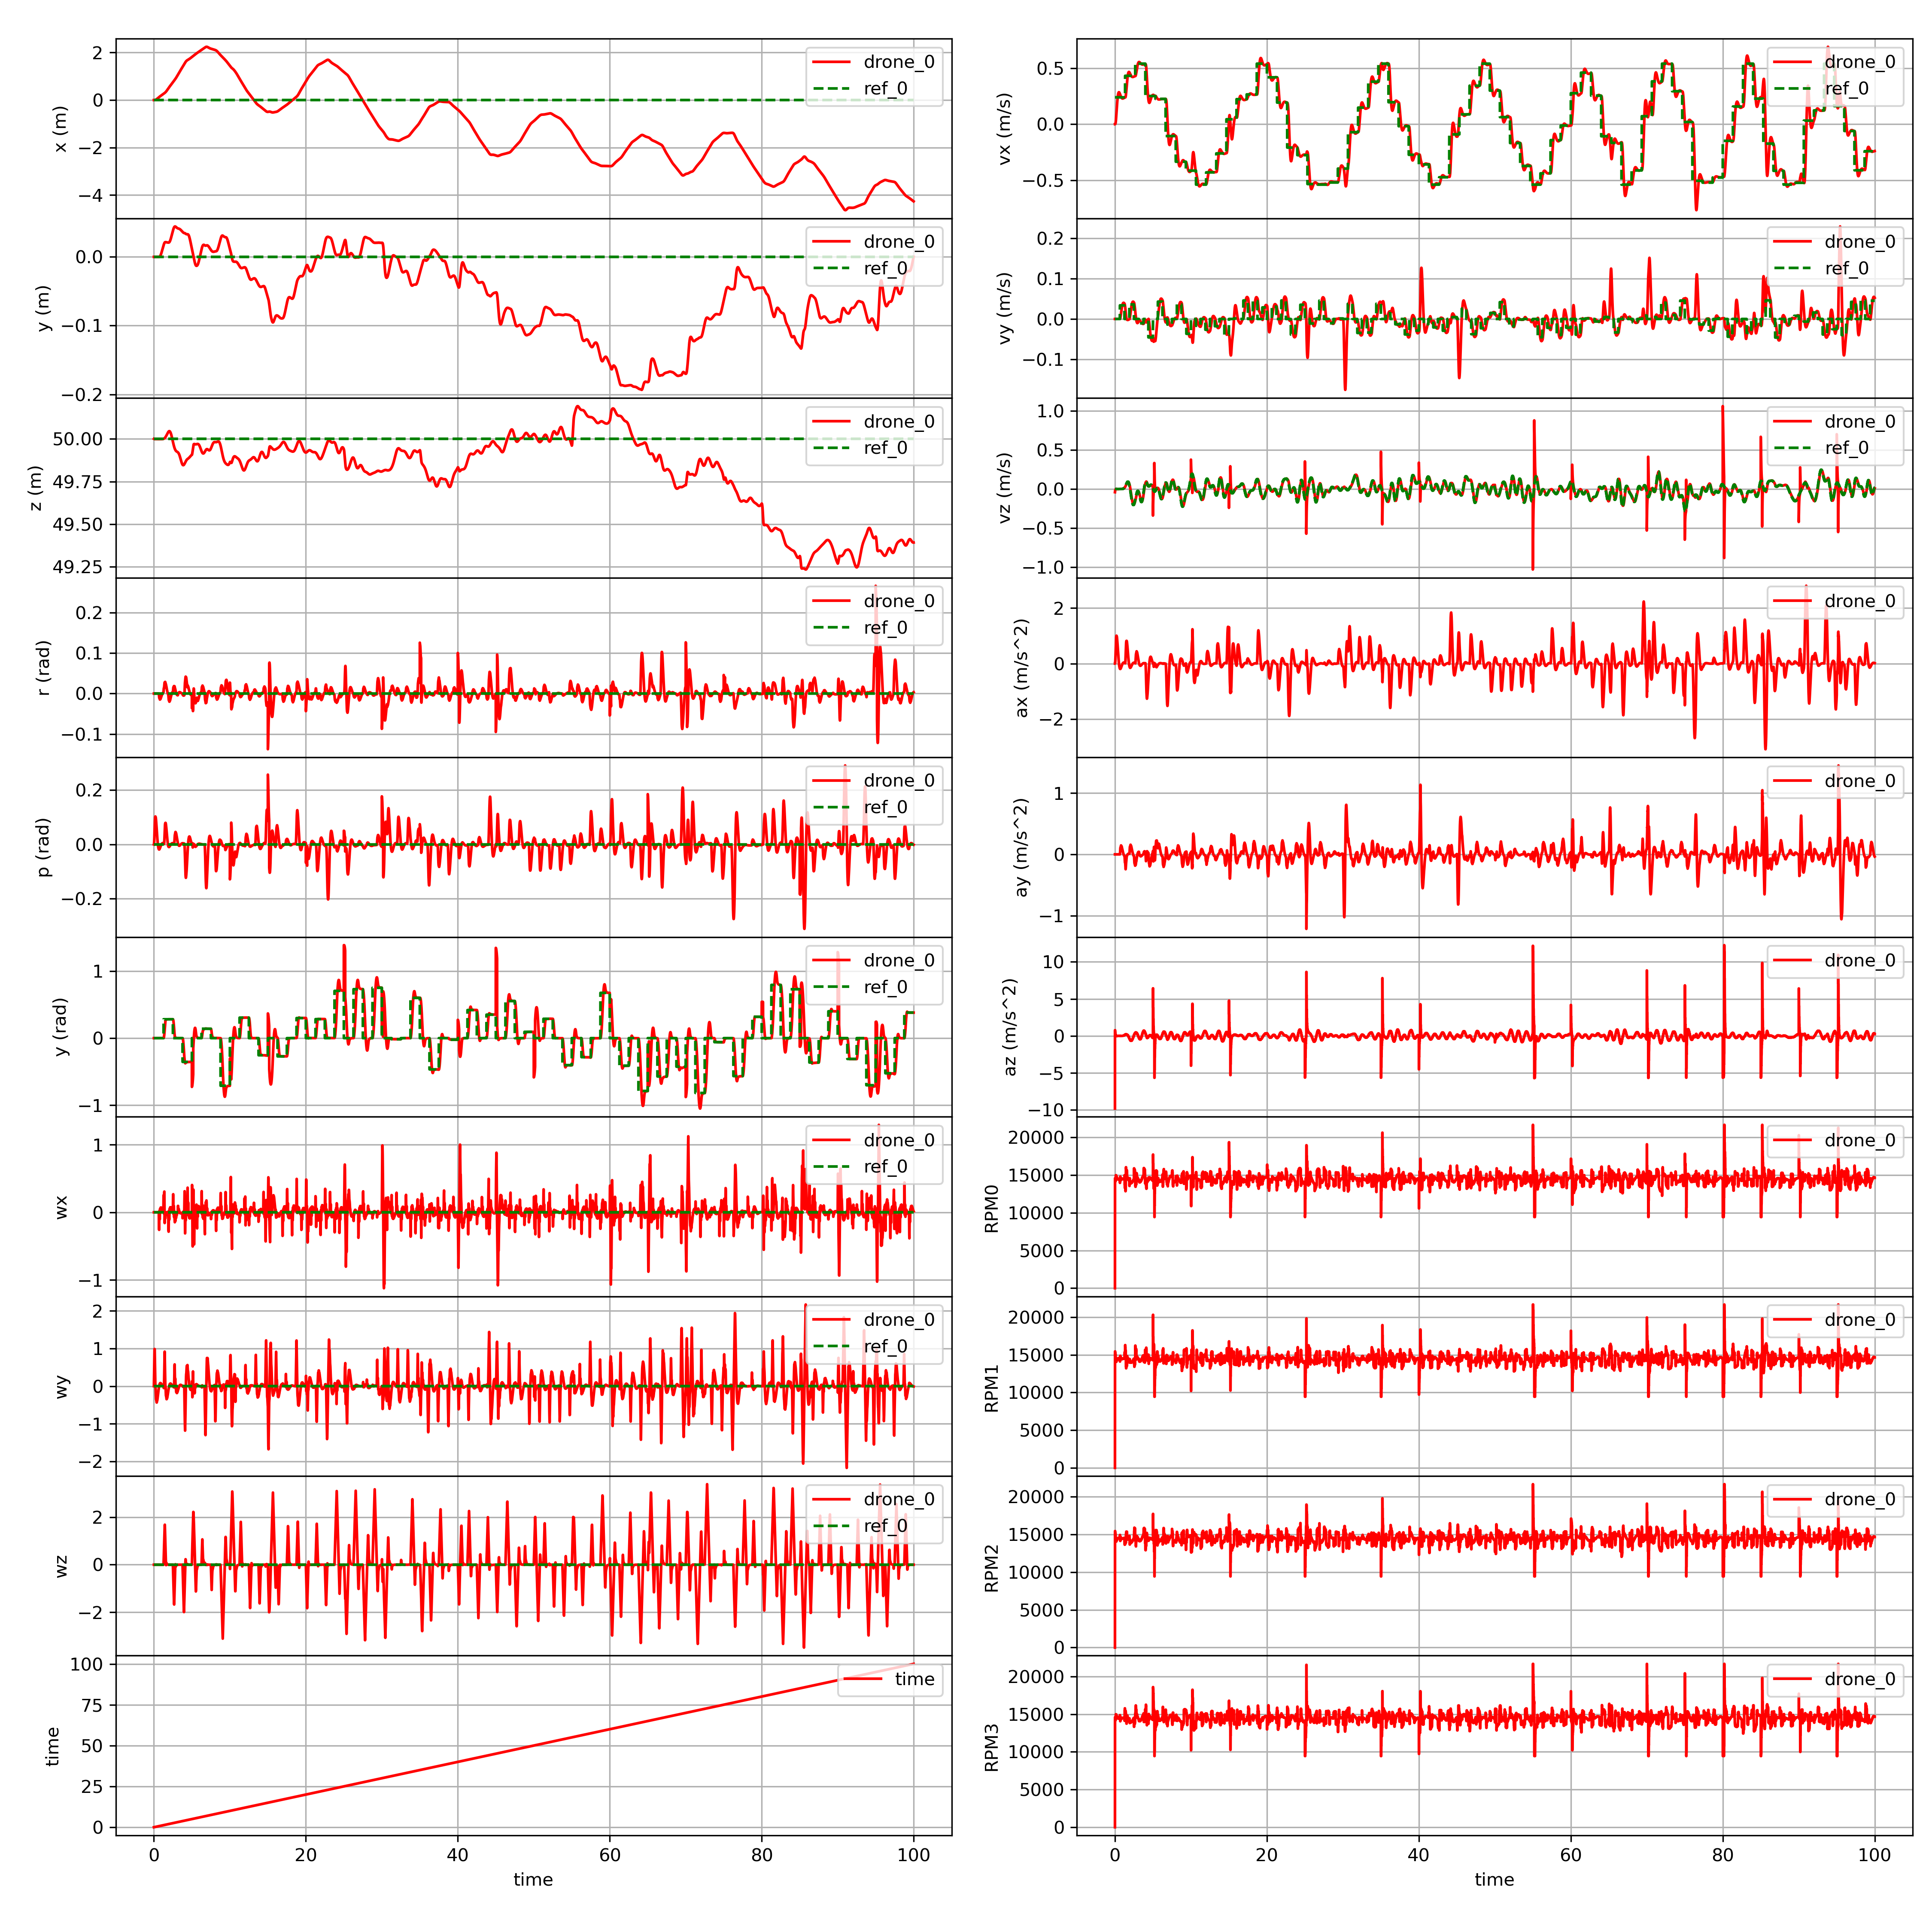 2
0
−2
−4
x (m)
drone_0
ref_0
0.0
−0.1
−0.2
y (m)
drone_0
ref_0
50.00
49.75
49.50
49.25
z (m)
drone_0
ref_0
0.2
0.1
0.0
−0.1
r (rad)
drone_0
ref_0
0.2
0.0
−0.2
p (rad)
drone_0
ref_0
1
0
−1
y (rad)
drone_0
ref_0
1
0
−1
wx
drone_0
ref_0
2
1
0
−1
−2
wy
drone_0
ref_0
2
0
−2
wz
drone_0
ref_0
100
75
50
25
0
time
time
0 20 40 60 80 100
time
0.5
0.0
−0.5
vx (m/s)
drone_0
ref_0
0.2
0.1
0.0
−0.1
vy (m/s)
drone_0
ref_0
1.0
0.5
0.0
−0.5
−1.0
vz (m/s)
drone_0
ref_0
2
0
−2
ax (m/s^2)
drone_0
1
0
−1
ay (m/s^2)
drone_0
10
5
0
−5
−10
az (m/s^2)
drone_0
20000
15000
10000
5000
0
RPM0
drone_0
20000
15000
10000
5000
0
RPM1
drone_0
20000
15000
10000
5000
0
RPM2
drone_0
20000
15000
10000
5000
0
RPM3
drone_0
0 20 40 60 80 100
time